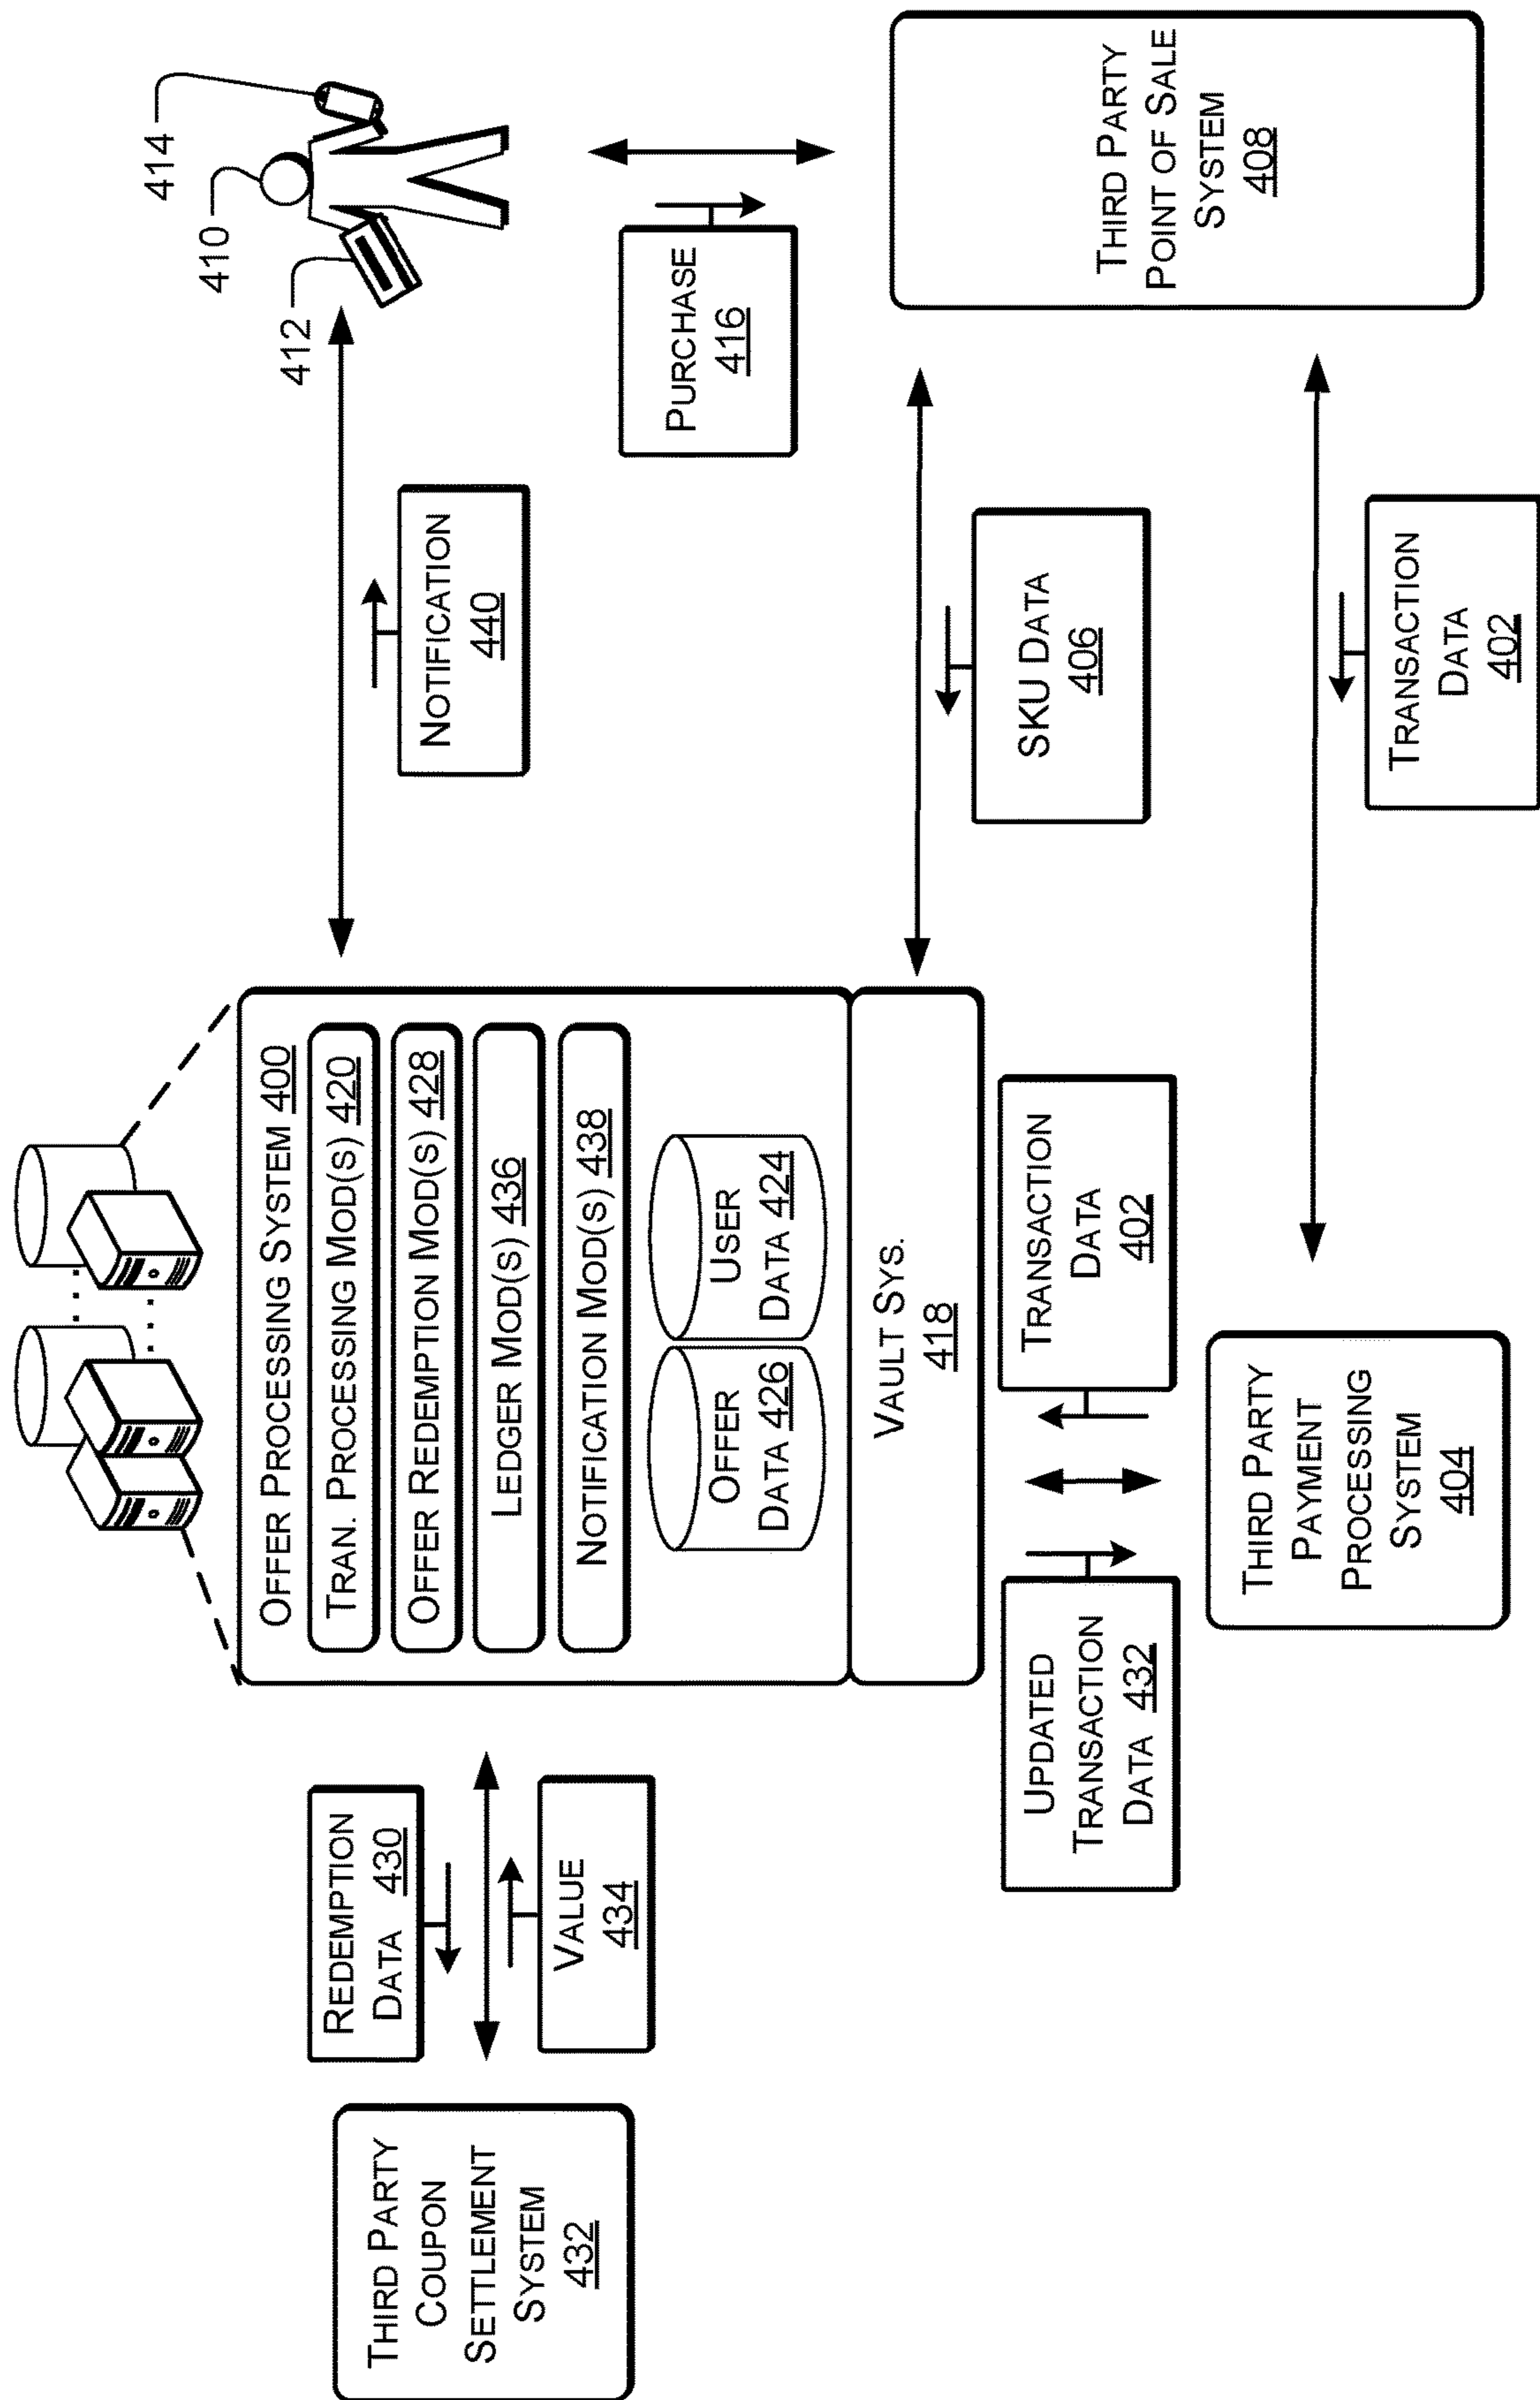 OFFER PROCESSING SYSTEM 400
TRAN. PROCESSING MOD(S) 420
OFFER REDEMPTION MOD(S) 428
LEDGER MOD(S) 436
NOTIFICATION MOD(S) 438
OFFER
DATA 426
USER
DATA 424
VAULT SYS.
418
THIRD PARTY
COUPON
SETTLEMENT
SYSTEM
432
REDEMPTION
DATA 430
VALUE
434
NOTIFICATION
440
412
410
414
PURCHASE
416
SKU DATA
406
THIRD PARTY
POINT OF SALE
SYSTEM
408
UPDATED
TRANSACTION
DATA 432
TRANSACTION
DATA
402
THIRD PARTY
PAYMENT
PROCESSING
SYSTEM
404
TRANSACTION
DATA
402